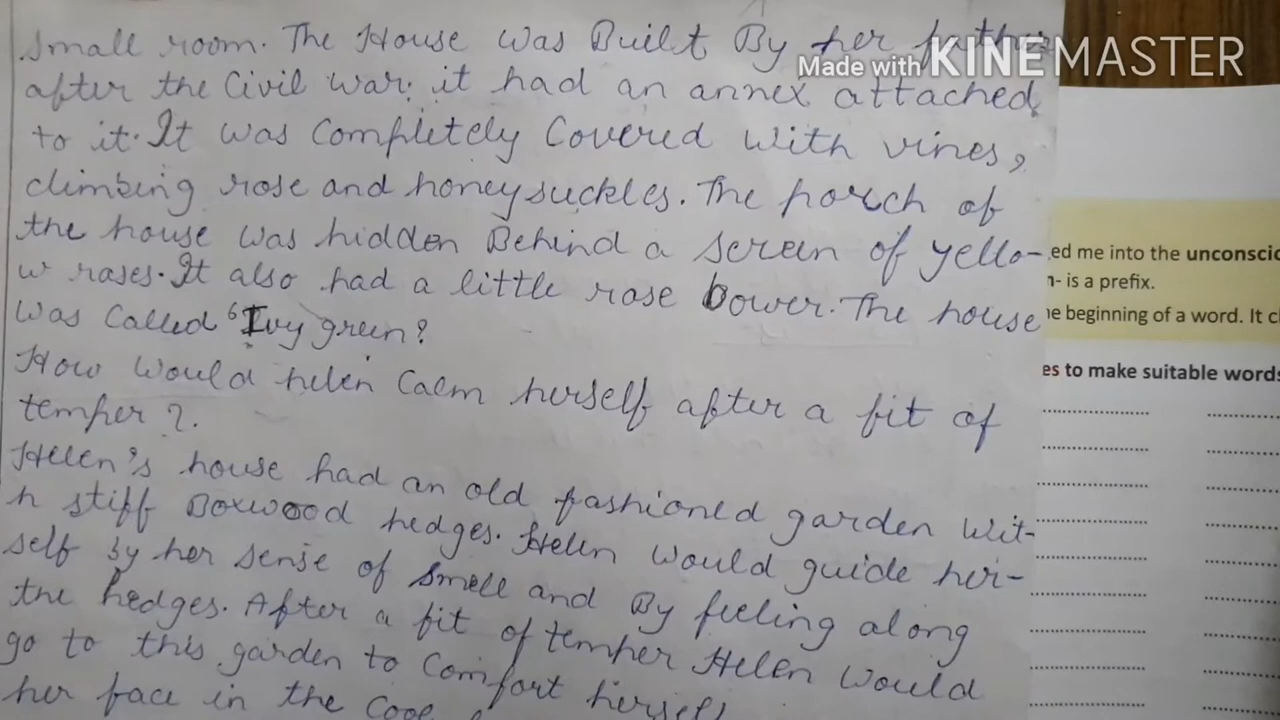 small room. The House was Built By her father
Made with KINEMASTER
after the Civil war. it had an annex attached
to it. It was Completely Covered with vines,
climbing rose and honeysuckles. The porch of
the house was hidden Behind a screen of yello-
w rases. It also had a little rose bower. The house
was Called 'Ivy green?
How would helen Calm herself after a fit of
temper?
Helen's house had an old fashioned garden wit-
h stiff Boxwood hedges. Helen would guide her-
self by her sense of smell and By feeling along
the hedges. After a fit of temper Helen would
go to this garden to Comfort herself
her face in the Cool
ed me into the unconscio
n- is a prefix.
he beginning of a word. It c
es to make suitable words